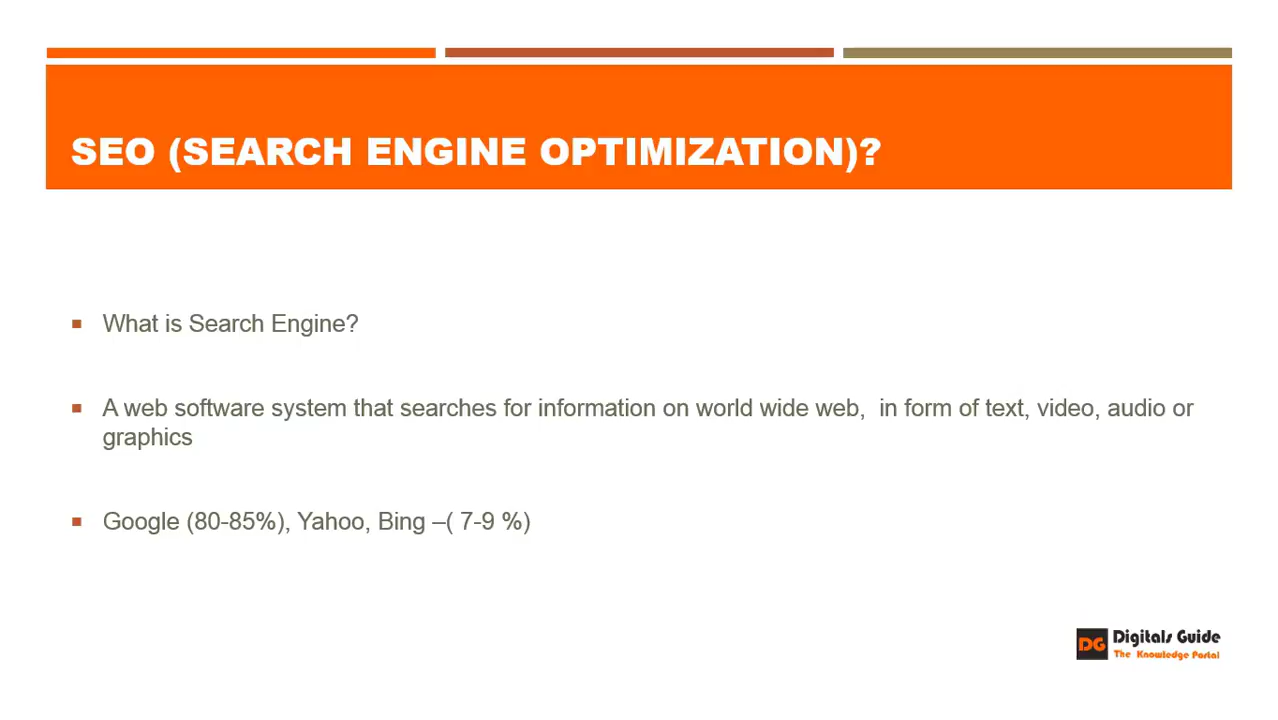 SEO (SEARCH ENGINE OPTIMIZATION)?
What is Search Engine?
A web software system that searches for information on world wide web,  in form of text, video, audio or
graphics
Google (80-85%), Yahoo, Bing –( 7-9 %)
DG Digitals Guide
The Knowledge Portal